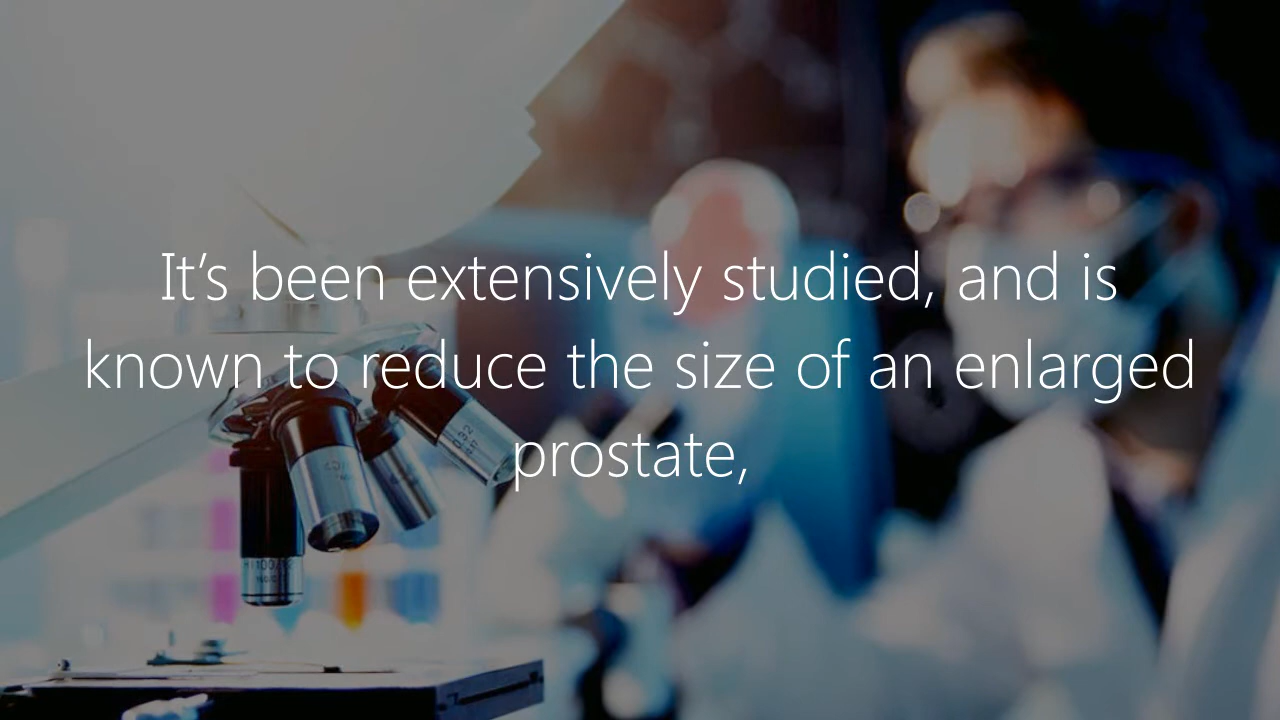 It’s been extensively studied, and is
known to reduce the size of an enlarged
prostate,